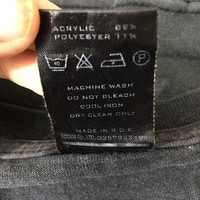 ACRYLIC 89%
POLYESTER 11%
MACHINE WASH
DO NOT BLEACH
COOL IRON
DRY CLEAN ONLY
MADE IN R.O.K